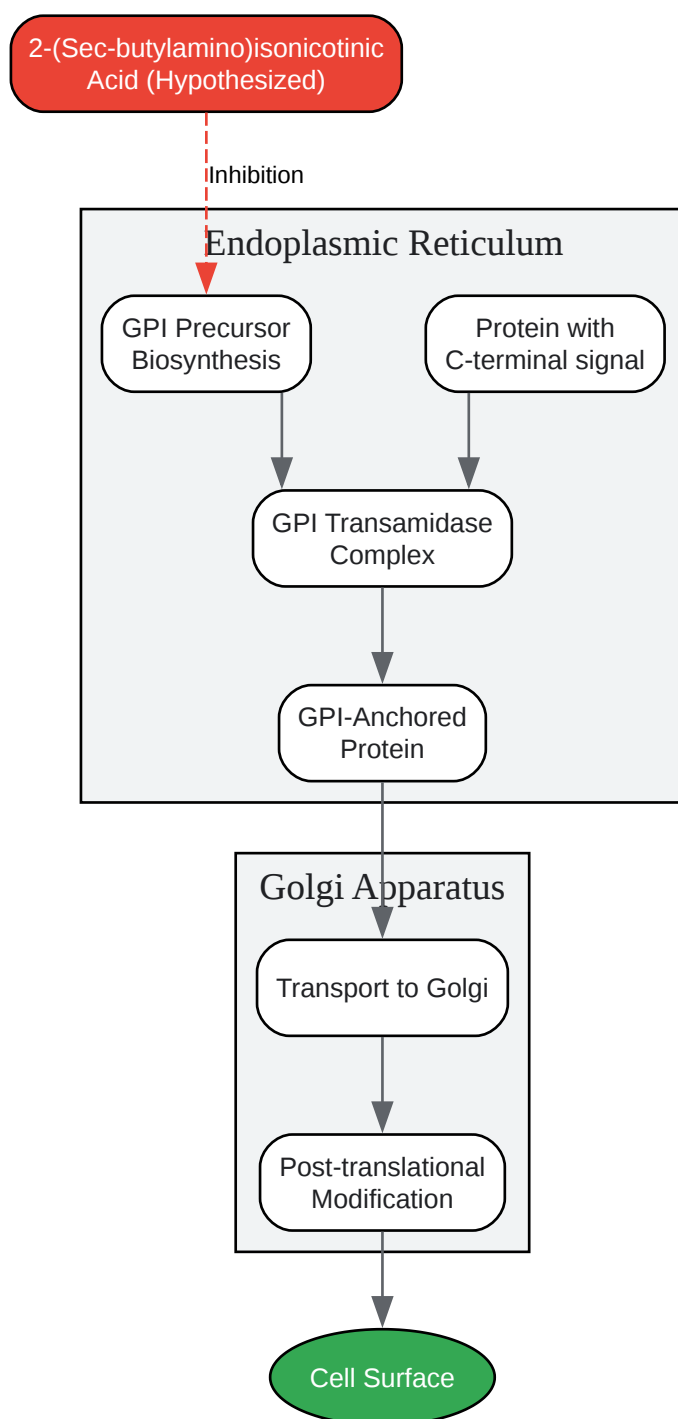 2-(Sec-butylamino)isonicotinic
Acid (Hypothesized)
Inhibition
Endoplasmic Reticulum
GPI Precursor
Biosynthesis
Protein with
C-terminal signal
GPI Transamidase
Complex
GPI-Anchored
Protein
Golgi Apparatus
Transport to Golgi
Post-translational
Modification
Cell Surface